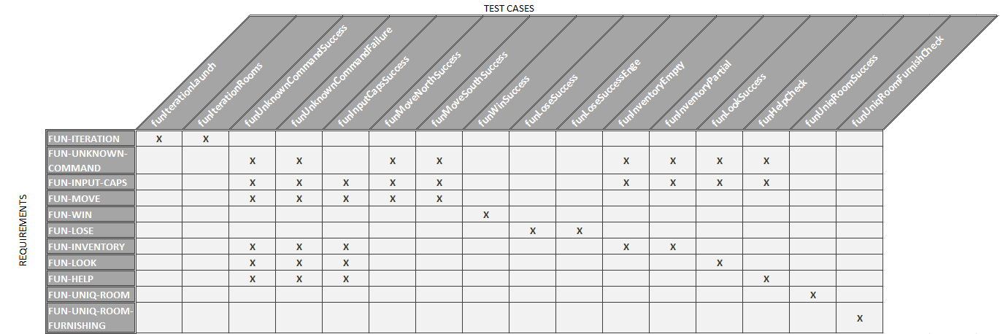 TEST CASES
funIterationLaunch
funIterationRooms
funUnknownCommandSuccess
funUnknownCommandFailure
funInputCapsSuccess
funMoveNorthSuccess
funMoveSouthSuccess
funWinSuccess
funLoseSuccess
funLoseSuccessEnge
funInventoryEmpty
funInventoryPartial
funLookSuccess
funHelpCheck
funUniqRoomSuccess
funUniqRoomFurnishCheck
REQUIREMENTS
FUN-ITERATION X X
FUN-UNKNOWN-
COMMAND X X X X X X X X
FUN-INPUT-CAPS X X X X X X X X X
FUN-MOVE X X X X X
FUN-WIN X
FUN-LOSE X X
FUN-INVENTORY X X X X X
FUN-LOOK X X X X
FUN-HELP X X X X
FUN-UNIQ-ROOM X
FUN-UNIQ-ROOM-
FURNISHING X